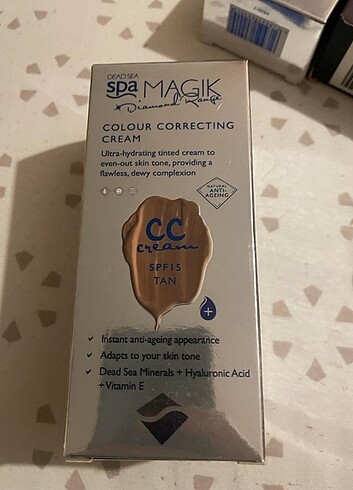 DEAD SEA
spa MAGIK
Diamond Range
COLOUR CORRECTING
CREAM
Ultra-hydrating tinted cream to
even-out skin tone, providing a
flawless, dewy complexion
NATURAL
ANTI-
AGEING
CC
cream
SPF15
TAN
Instant anti-ageing appearance
Adapts to your skin tone
Dead Sea Minerals + Hyaluronic Acid
+ Vitamin E